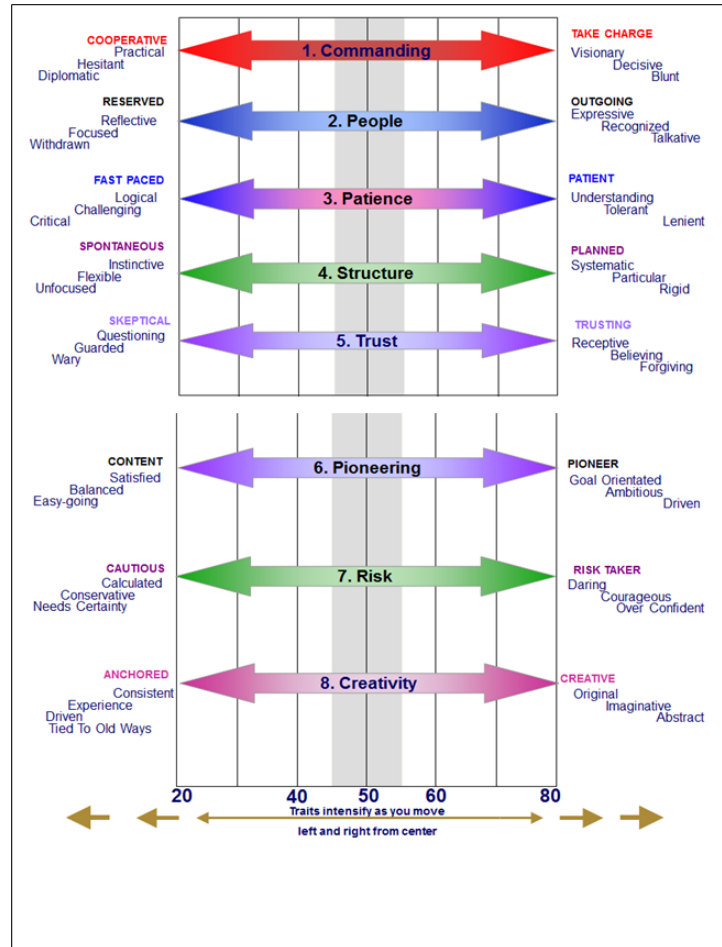 COOPERATIVE
Practical
Hesitant
Diplomatic
1. Commanding
TAKE CHARGE
Visionary
Decisive
Blunt
RESERVED
Reflective
Focused
Withdrawn
2. People
OUTGOING
Expressive
Recognized
Talkative
FAST PACED
Logical
Challenging
Critical
3. Patience
PATIENT
Understanding
Tolerant
Lenient
SPONTANEOUS
Instinctive
Flexible
Unfocused
4. Structure
PLANNED
Systematic
Particular
Rigid
SKEPTICAL
Questioning
Guarded
Wary
5. Trust
TRUSTING
Receptive
Believing
Forgiving
CONTENT
Satisfied
Balanced
Easy-going
6. Pioneering
PIONEER
Goal Orientated
Ambitious
Driven
CAUTIOUS
Calculated
Conservative
Needs Certainty
7. Risk
RISK TAKER
Daring
Courageous
Over Confident
ANCHORED
Consistent
Experience
Driven
Tied To Old Ways
8. Creativity
CREATIVE
Original
Imaginative
Abstract
20 40 50 60 80
Traits intensify as you move
left and right from center